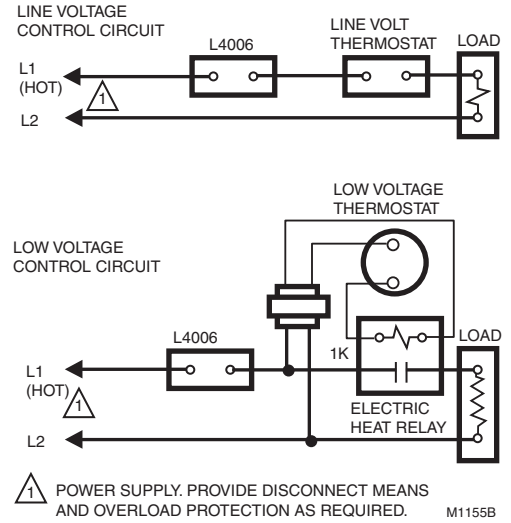 LINE VOLTAGE
CONTROL CIRCUIT
L4006
LINE VOLT
THERMOSTAT
LOAD
L1
(HOT)
1
L2
LOW VOLTAGE
THERMOSTAT
LOW VOLTAGE
CONTROL CIRCUIT
L4006
1K
LOAD
L1
(HOT)
1
ELECTRIC
HEAT RELAY
L2
1 POWER SUPPLY. PROVIDE DISCONNECT MEANS
AND OVERLOAD PROTECTION AS REQUIRED.
M1155B